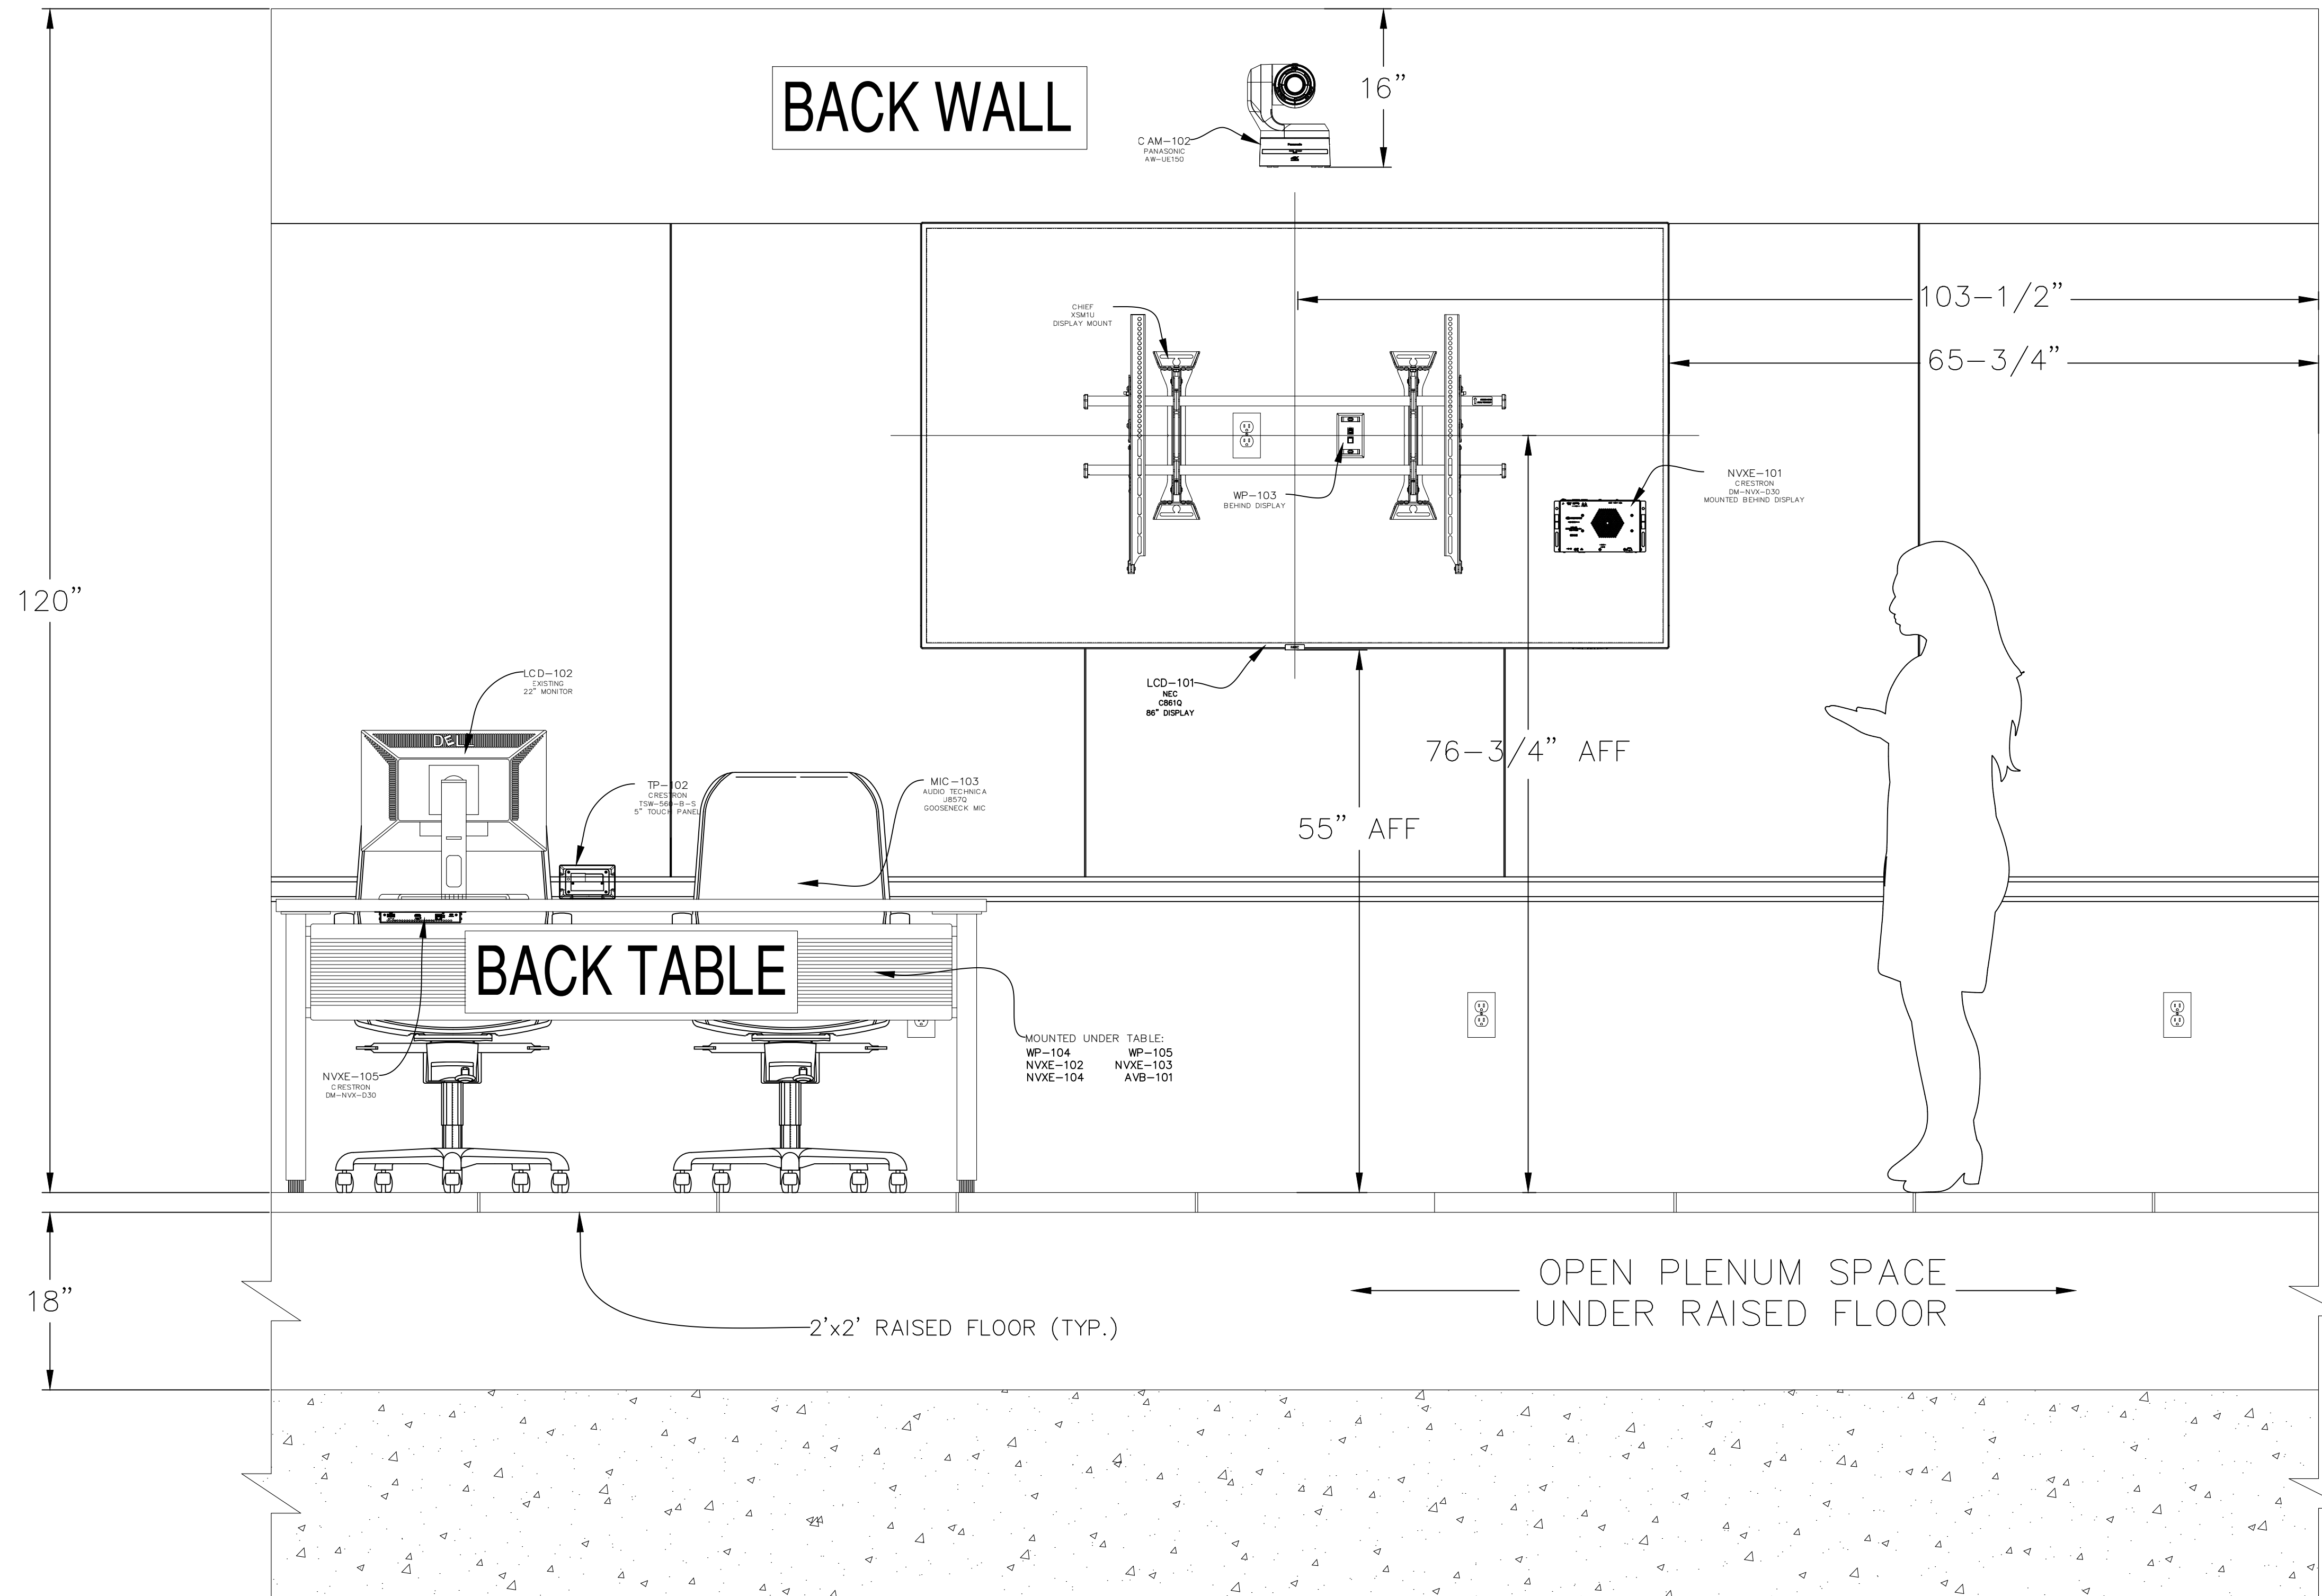 BACK WALL
16”
CAM-102
PANASONIC
AW-UE150
Panasonic
103-1/2”
CHIEF
XSM1U
DISPLAY MOUNT
65-3/4”
NVXE-101
CRESTRON
DM-NVX-D30
MOUNTED BEHIND DISPLAY
WP-103
BEHIND DISPLAY
120”
LCD-102
EXISTING
22” MONITOR
LCD-101
NEC
C861Q
86” DISPLAY
DELL
76-3/4” AFF
TP-102
CRESTRON
TSW-560-B-S
5” TOUCH PANEL
MIC-103
AUDIO TECHNICA
U857Q
GOOSENECK MIC
55” AFF
BACK TABLE
MOUNTED UNDER TABLE:
WP-104 WP-105
NVXE-102 NVXE-103
NVXE-104 AVB-101
NVXE-105
CRESTRON
DM-NVX-D30
18”
OPEN PLENUM SPACE
UNDER RAISED FLOOR
2’x2’ RAISED FLOOR (TYP.)